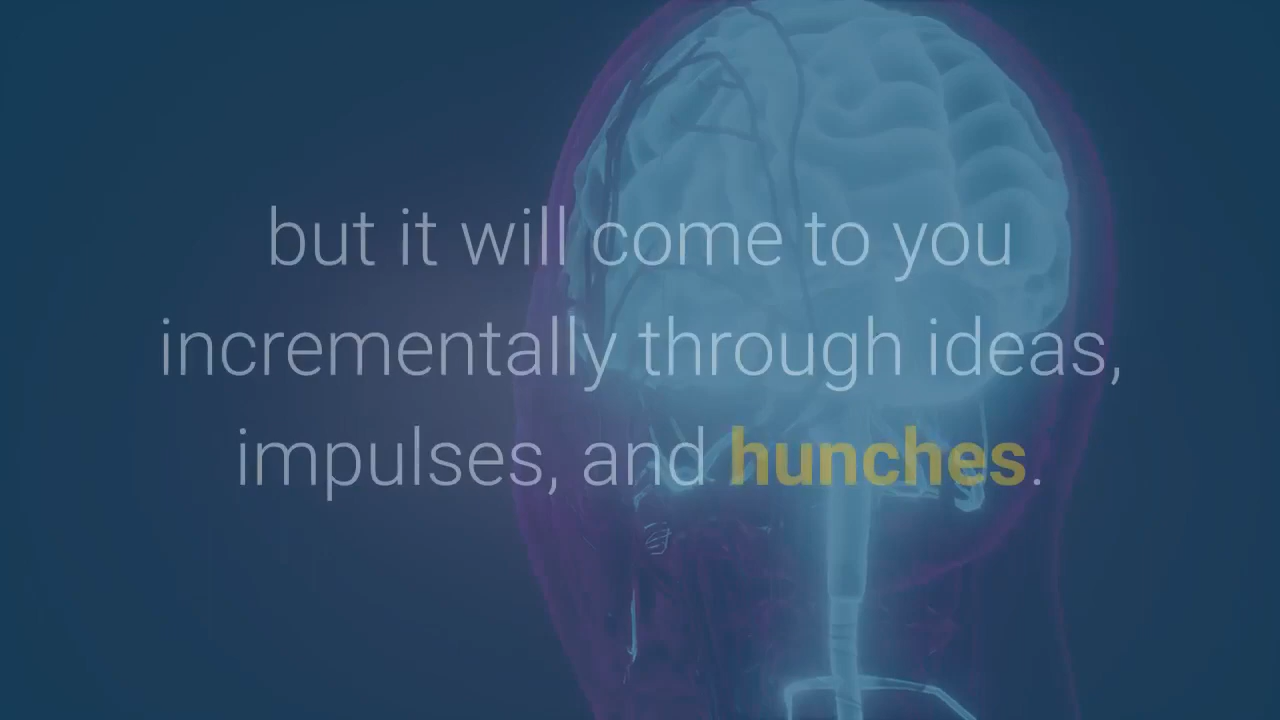 but it will come to you
incrementally through ideas,
impulses, and hunches.